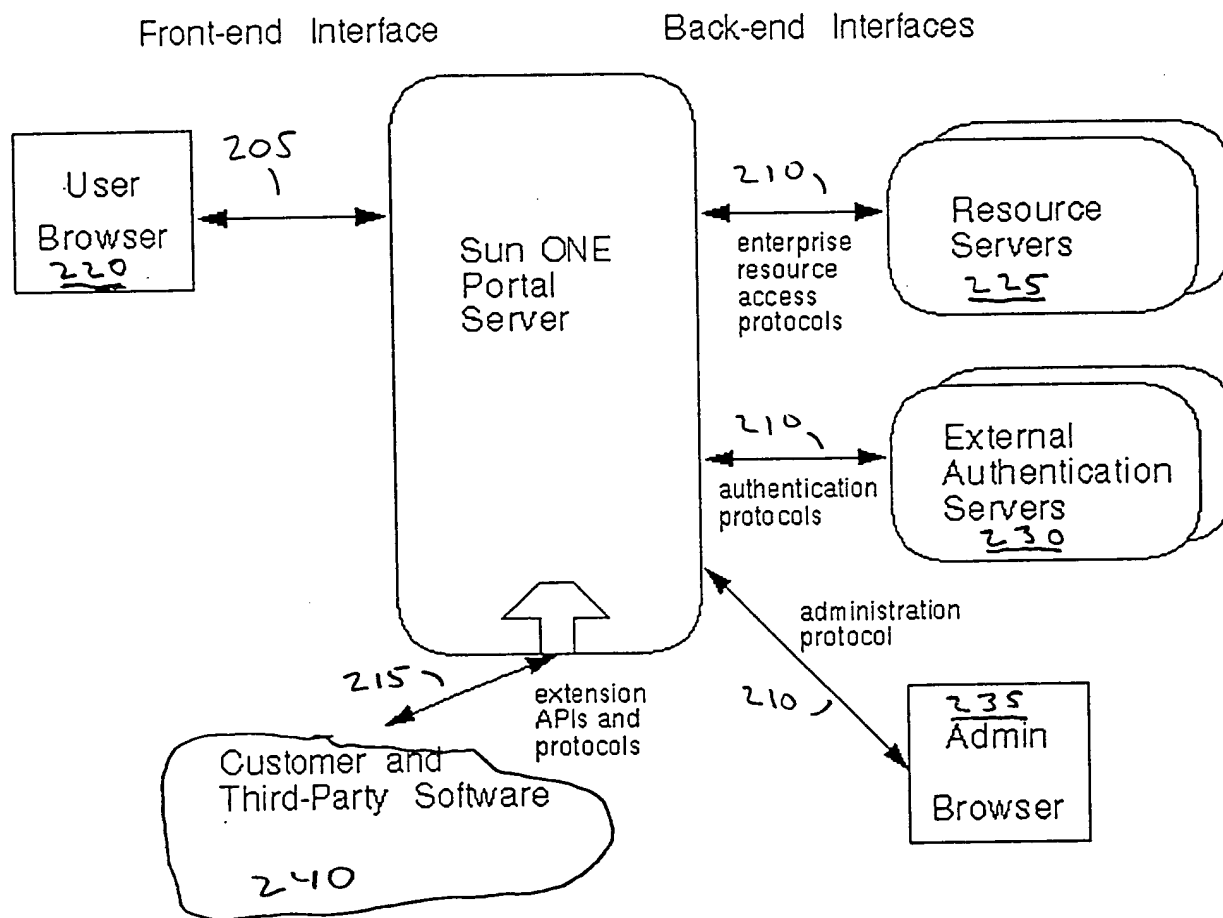 Front-end Interface
Back-end Interfaces
User
Browser
220
205
Sun ONE
Portal
Server
210
enterprise
resource
access
protocols
Resource
Servers
225
210
authentication
protocols
External
Authentication
Servers
230
administration
protocol
210
235
Admin
Browser
215
extension
APIs and
protocols
Customer and
Third-Party Software
240